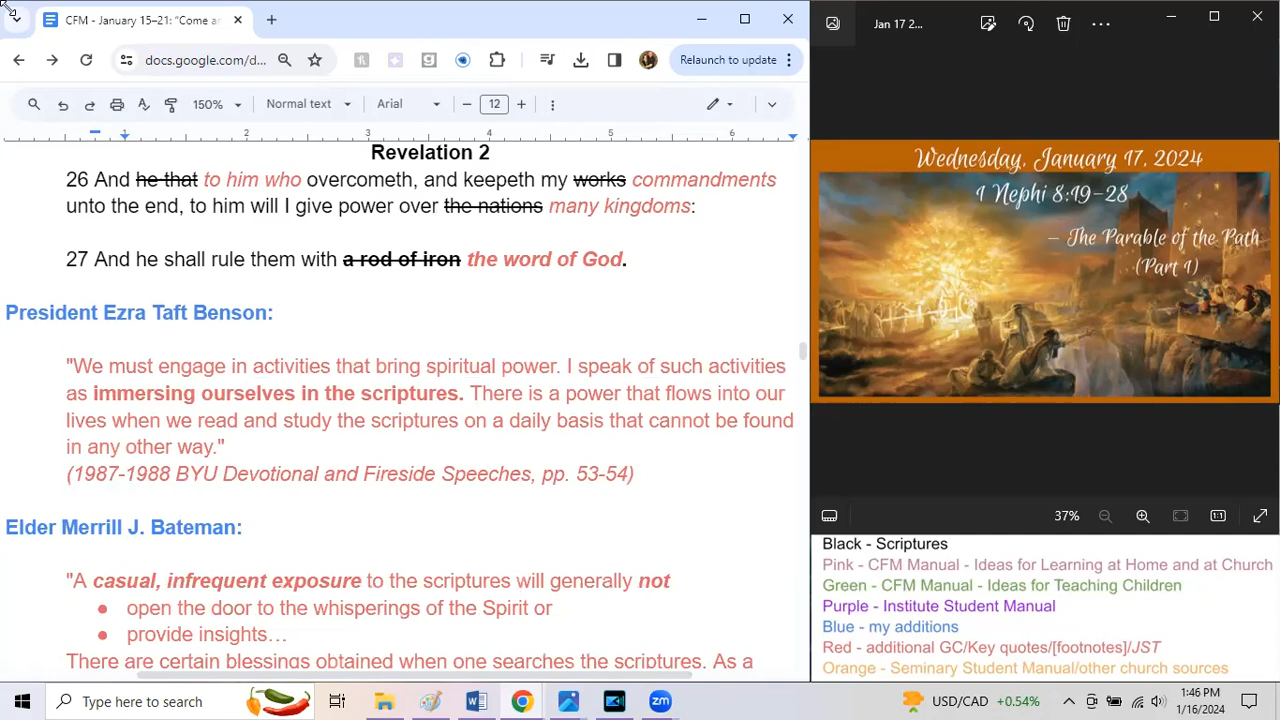 CFM – January 15–21: “Come an
docs.google.com/d...
Relaunch to update
150%
Normal text
Arial
12
1 2 3 4 5 6
Revelation 2
26 And he that to him who overcometh, and keepeth my works commandments
unto the end, to him will I give power over the nations many kingdoms:
27 And he shall rule them with a rod of iron the word of God.
President Ezra Taft Benson:
"We must engage in activities that bring spiritual power. I speak of such activities
as immersing ourselves in the scriptures. There is a power that flows into our
lives when we read and study the scriptures on a daily basis that cannot be found
in any other way."
(1987-1988 BYU Devotional and Fireside Speeches, pp. 53-54)
Elder Merrill J. Bateman:
"A casual, infrequent exposure to the scriptures will generally not
● open the door to the whisperings of the Spirit or
● provide insights…
There are certain blessings obtained when one searches the scriptures. As a
Jan 17 2...
Wednesday, January 17, 2024
1 Nephi 8:19–28
– The Parable of the Path
(Part 1)
37%
1:1
Black - Scriptures
Pink - CFM Manual - Ideas for Learning at Home and at Church
Green - CFM Manual - Ideas for Teaching Children
Purple - Institute Student Manual
Blue - my additions
Red - additional GC/Key quotes/[footnotes]/JST
Orange - Seminary Student Manual/other church sources
Type here to search
zm
USD/CAD +0.54%
1:46 PM
1/16/2024